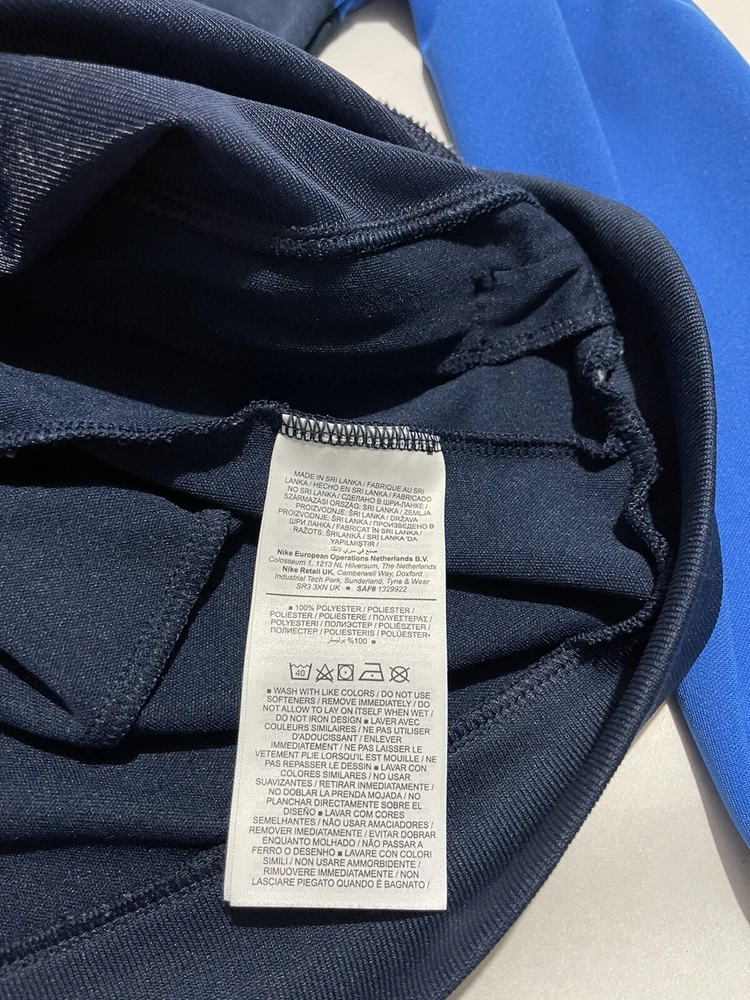 MADE IN SRI LANKA / FABRIQUE AU SRI
LANKA / HECHO EN SRI LANKA / FABRICADO
NO SRI LANKA / СДЕЛАНО В ШРИ-ЛАНКЕ /
SZÁRMAZÁSI ORSZÁG: SRI LANKA / ZEMLJA
PROIZVODNJE: ŠRI LANKA / DRŽAVA
PROIZVODNJE: ŠRI LANKA / ПРОИЗВЕДЕНО В
ШРИ ЛАНКА / FABRICAT ÎN SRI LANKA /
RAŽOTS: ŠRILANKĀ / SRI LANKA 'DA
YAPILMIŞTIR /
صنع في سري لانكا
Nike European Operations Netherlands B.V.
Colosseum 1, 1213 NL Hilversum, The Netherlands
Nike Retail UK, Camberwell Way, Doxford
Industrial Tech Park, Sunderland, Tyne & Wear
SR3 3XN UK ■ SAF# 1329922
■ 100% POLYESTER / POLIESTER /
POLIÉSTER / POLIESTERE / ΠΟΛΥΕΣΤΕΡΑΣ /
POLYESTERI / ПОЛИЭСТЕР / POLIÉSZTER /
ПОЛИЕСТЕР / POLIESTERIS / POLÜESTER■
%100 بوليستر
40
■ WASH WITH LIKE COLORS / DO NOT USE
SOFTENERS / REMOVE IMMEDIATELY / DO
NOT ALLOW TO LAY ON ITSELF WHEN WET /
DO NOT IRON DESIGN ■ LAVER AVEC
COULEURS SIMILAIRES / NE PAS UTILISER
D'ADOUCISSANT / ENLEVER
IMMEDIATEMENT / NE PAS LAISSER LE
VETEMENT PLIE LORSQU'IL EST MOUILLE / NE
PAS REPASSER LE DESSIN ■ LAVAR CON
COLORES SIMILARES / NO USAR
SUAVIZANTES / RETIRAR INMEDIATAMENTE /
NO DOBLAR LA PRENDA MOJADA / NO
PLANCHAR DIRECTAMENTE SOBRE EL
DISEÑO ■ LAVAR COM CORES
SEMELHANTES / NÃO USAR AMACIADORES /
REMOVER IMEDIATAMENTE / EVITAR DOBRAR
ENQUANTO MOLHADO / NÃO PASSAR A
FERRO O DESENHO ■ LAVARE CON COLORI
SIMILI / NON USARE AMMORBIDENTE /
RIMUOVERE IMMEDIATAMENTE / NON
LASCIARE PIEGATO QUANDO È BAGNATO /